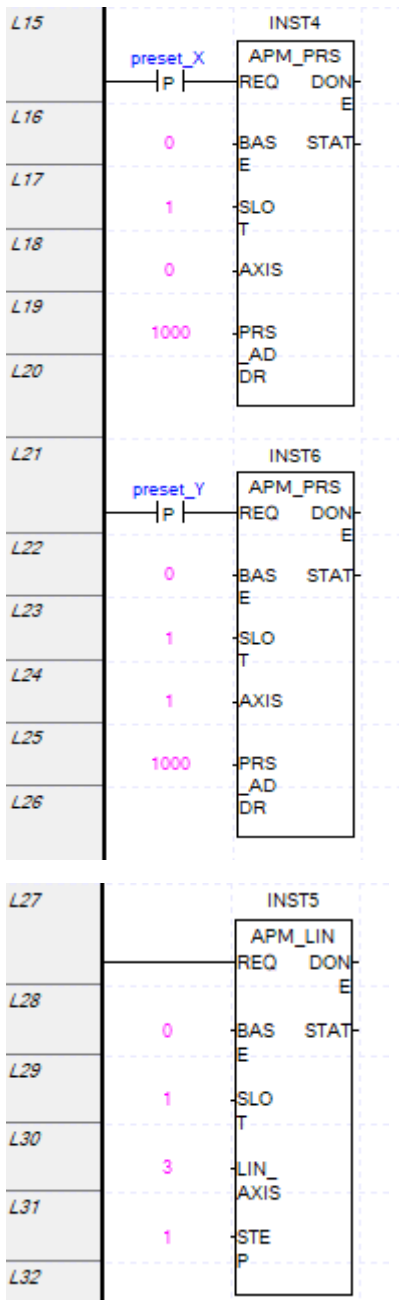 L15 INST4
preset_X APM_PRS
P REQ DON
E
L16
0 BAS STAT
E
L17
1 SLO
T
L18
0 AXIS
L19
1000 PRS
_AD
L20 DR
L21 INST6
preset_Y APM_PRS
P REQ DON
E
L22
0 BAS STAT
E
L23
1 SLO
T
L24
1 AXIS
L25
1000 PRS
_AD
L26 DR
L27 INST5
APM_LIN
REQ DON
E
L28
0 BAS STAT
E
L29
1 SLO
T
L30
3 LIN_
AXIS
L31
1 STE
P
L32